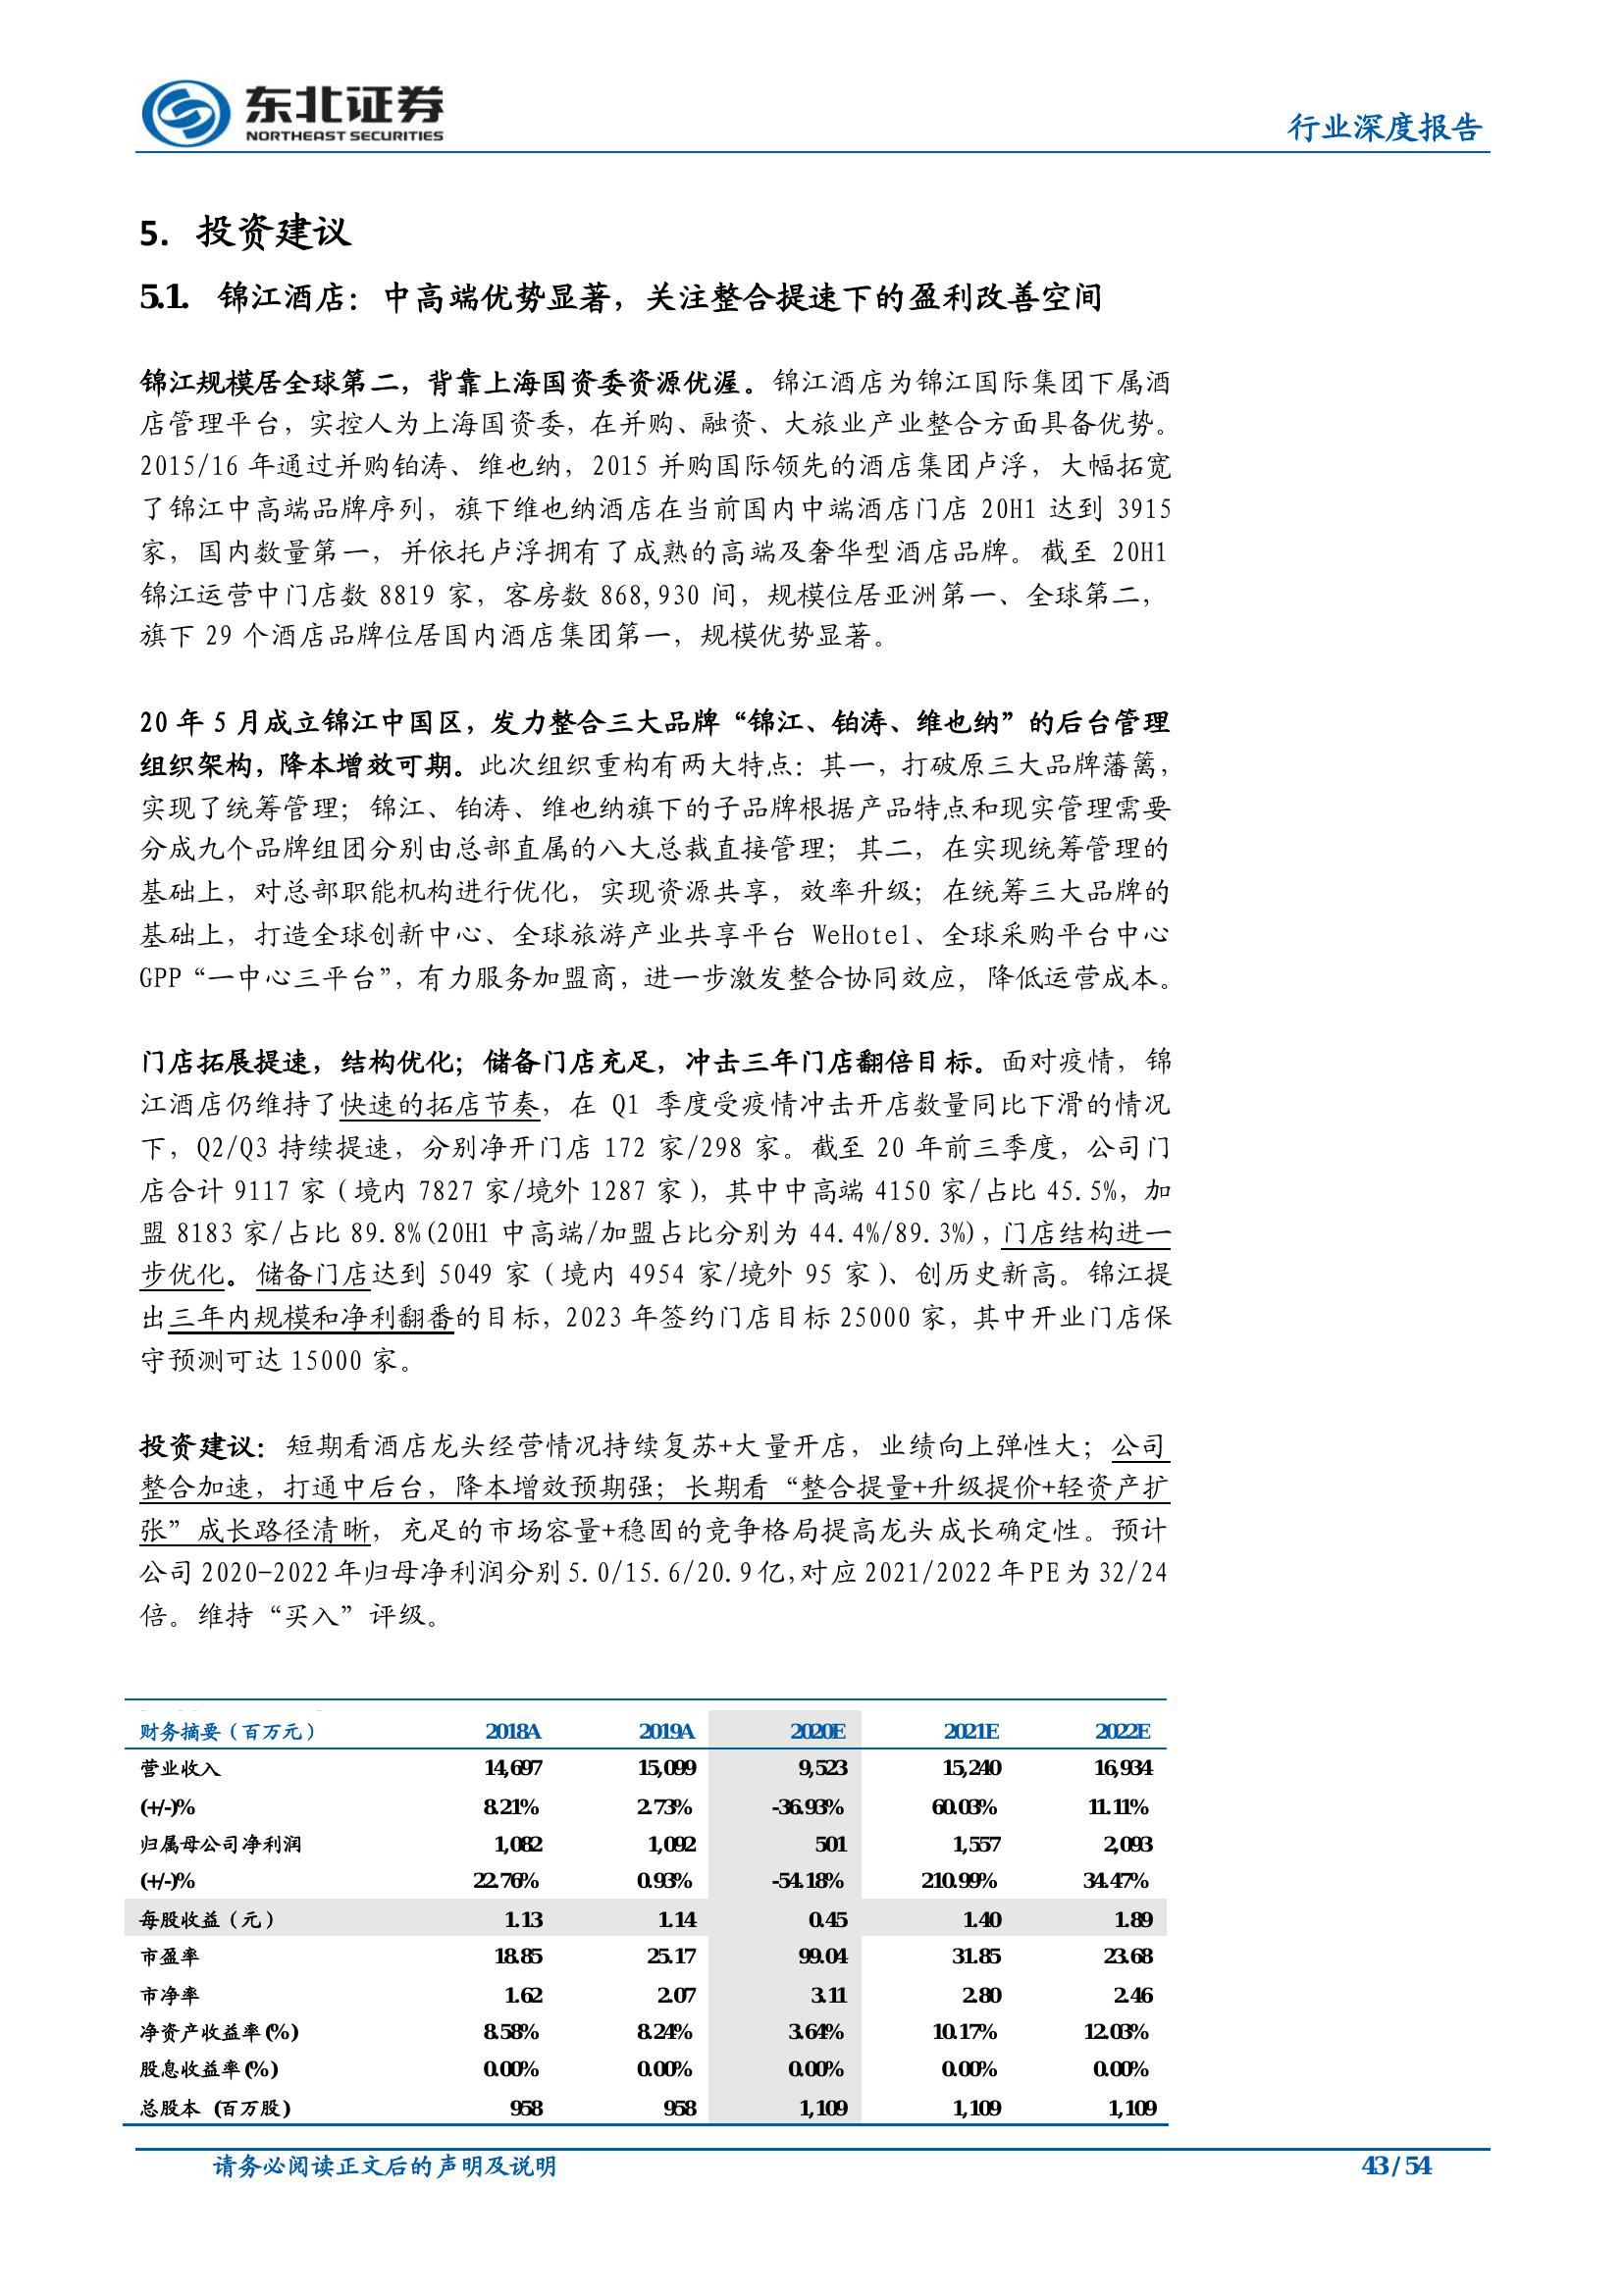 东北证券
NORTHEAST SECURITIES
行业深度报告
5. 投资建议
5.1. 锦江酒店：中高端优势显著，关注整合提速下的盈利改善空间
锦江规模居全球第二，背靠上海国资委资源优渥。锦江酒店为锦江国际集团下属酒
店管理平台，实控人为上海国资委，在并购、融资、大旅业产业整合方面具备优势。
2015/16 年通过并购铂涛、维也纳，2015 并购国际领先的酒店集团卢浮，大幅拓宽
了锦江中高端品牌序列，旗下维也纳酒店在当前国内中端酒店门店 20H1 达到 3915
家，国内数量第一，并依托卢浮拥有了成熟的高端及奢华型酒店品牌。截至 20H1
锦江运营中门店数 8819 家，客房数 868,930 间，规模位居亚洲第一、全球第二，
旗下 29 个酒店品牌位居国内酒店集团第一，规模优势显著。
20 年 5 月成立锦江中国区，发力整合三大品牌“锦江、铂涛、维也纳”的后台管理
组织架构，降本增效可期。此次组织重构有两大特点：其一，打破原三大品牌藩篱，
实现了统筹管理；锦江、铂涛、维也纳旗下的子品牌根据产品特点和现实管理需要
分成九个品牌组团分别由总部直属的八大总裁直接管理；其二，在实现统筹管理的
基础上，对总部职能机构进行优化，实现资源共享，效率升级；在统筹三大品牌的
基础上，打造全球创新中心、全球旅游产业共享平台 WeHotel、全球采购平台中心
GPP“一中心三平台”，有力服务加盟商，进一步激发整合协同效应，降低运营成本。
门店拓展提速，结构优化；储备门店充足，冲击三年门店翻倍目标。面对疫情，锦
江酒店仍维持了快速的拓店节奏，在 Q1 季度受疫情冲击开店数量同比下滑的情况
下，Q2/Q3 持续提速，分别净开门店 172 家/298 家。截至 20 年前三季度，公司门
店合计 9117 家（境内 7827 家/境外 1287 家），其中中高端 4150 家/占比 45.5%，加
盟 8183 家/占比 89.8%(20H1 中高端/加盟占比分别为 44.4%/89.3%)，门店结构进一
步优化。储备门店达到 5049 家（境内 4954 家/境外 95 家）、创历史新高。锦江提
出三年内规模和净利翻番的目标，2023 年签约门店目标 25000 家，其中开业门店保
守预测可达 15000 家。
投资建议：短期看酒店龙头经营情况持续复苏+大量开店，业绩向上弹性大；公司
整合加速，打通中后台，降本增效预期强；长期看“整合提量+升级提价+轻资产扩
张”成长路径清晰，充足的市场容量+稳固的竞争格局提高龙头成长确定性。预计
公司 2020-2022 年归母净利润分别 5.0/15.6/20.9 亿，对应 2021/2022 年 PE 为 32/24
倍。维持“买入”评级。
财务摘要（百万元） 2018A 2019A 2020E 2021E 2022E
营业收入 14,697 15,099 9,523 15,240 16,934
(+/-)% 8.21% 2.73% -36.93% 60.03% 11.11%
归属母公司净利润 1,082 1,092 501 1,557 2,093
(+/-)% 22.76% 0.93% -54.18% 210.99% 34.47%
每股收益（元） 1.13 1.14 0.45 1.40 1.89
市盈率 18.85 25.17 99.04 31.85 23.68
市净率 1.62 2.07 3.11 2.80 2.46
净资产收益率(%) 8.58% 8.24% 3.64% 10.17% 12.03%
股息收益率(%) 0.00% 0.00% 0.00% 0.00% 0.00%
总股本 (百万股) 958 958 1,109 1,109 1,109
请务必阅读正文后的声明及说明 43 / 54